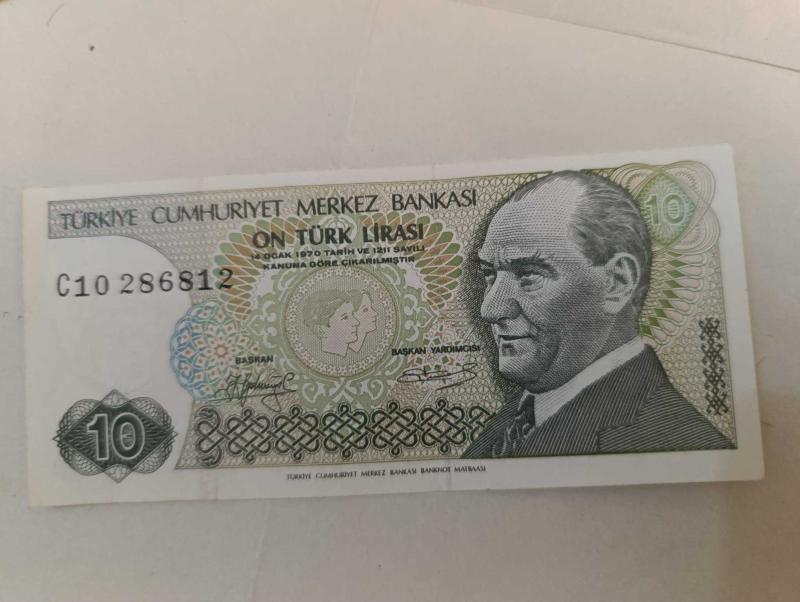 TÜRKİYE CUMHURİYET MERKEZ BANKASI
10
ON TÜRK LİRASI
14 OCAK 1970 TARİH VE 1211 SAYILI
KANUNA GÖRE ÇIKARILMIŞTIR
C10 286812
BAŞKAN
BAŞKAN YARDIMCISI
10
TÜRKİYE CUMHURİYET MERKEZ BANKASI BANKNOT MATBAASI